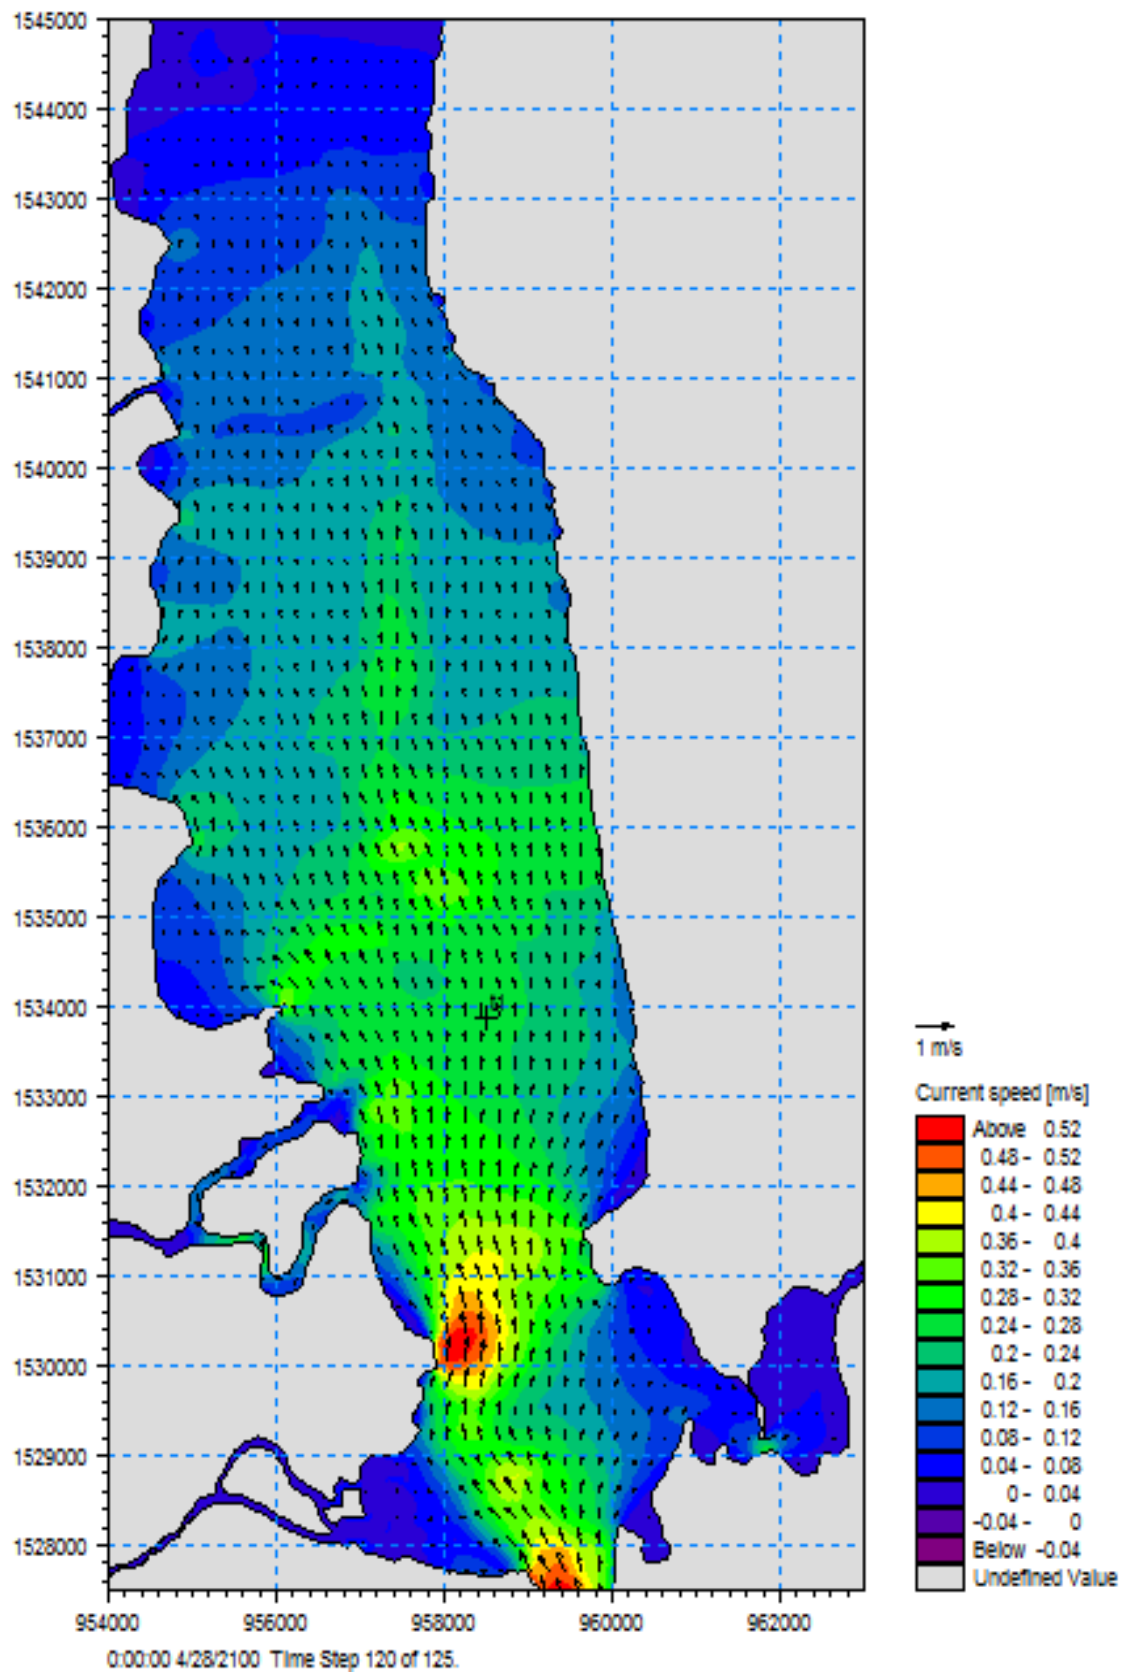 1545000
1544000
1543000
1542000
1541000
1540000
1539000
1538000
1537000
1536000
1535000
1534000
1533000
1532000
1531000
1530000
1529000
1528000
954000 956000 958000 960000 962000
0:00:00 4/28/2100 Time Step 120 of 125.
1 m/s
Current speed [m/s]
Above 0.52
0.48 - 0.52
0.44 - 0.48
0.4 - 0.44
0.36 - 0.4
0.32 - 0.36
0.28 - 0.32
0.24 - 0.28
0.2 - 0.24
0.16 - 0.2
0.12 - 0.16
0.08 - 0.12
0.04 - 0.08
0 - 0.04
-0.04 - 0
Below -0.04
Undefined Value